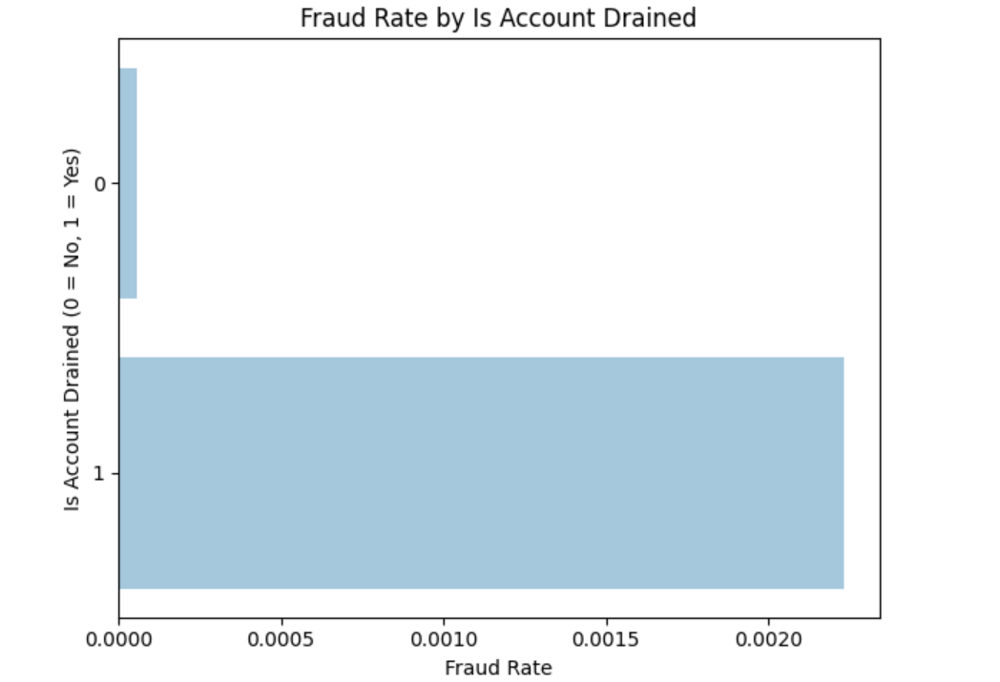 Fraud Rate by Is Account Drained
Is Account Drained (0 = No, 1 = Yes)
0
1
0.0000 0.0005 0.0010 0.0015 0.0020
Fraud Rate